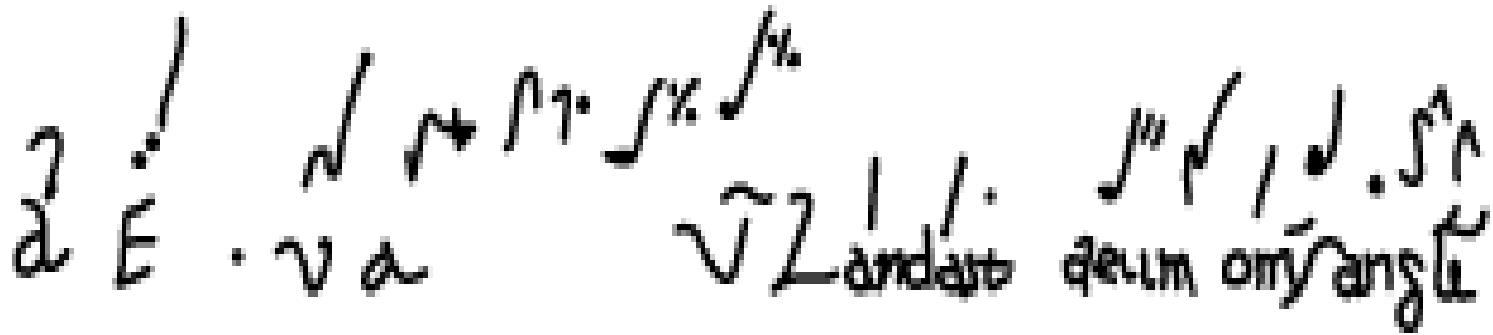 a E . v a Ṽ Laudate deum om̄ angl̃i